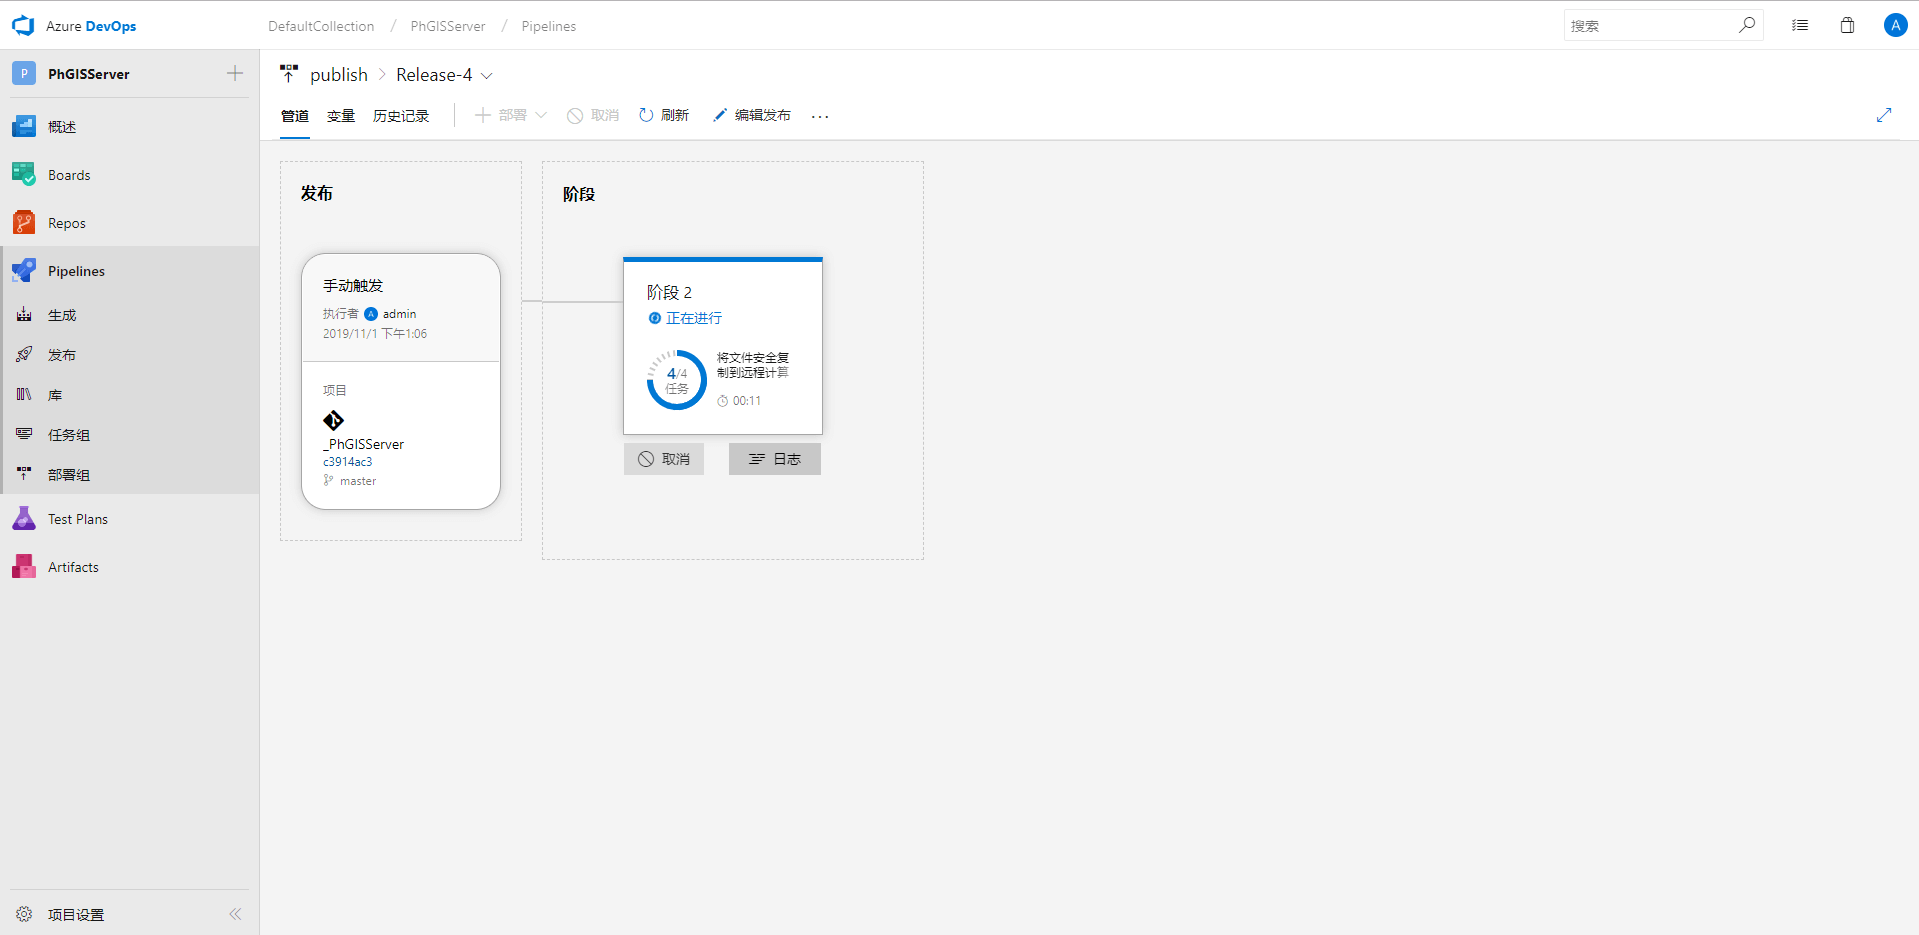 Azure DevOps
DefaultCollection / PhGISServer / Pipelines
搜索
A
P PhGISServer
概述
Boards
Repos
Pipelines
生成
发布
库
任务组
部署组
Test Plans
Artifacts
项目设置
publish > Release-4
管道 变量 历史记录 部署 取消 刷新 编辑发布 ...
发布
手动触发
执行者 A admin
2019/11/1 下午1:06
项目
_PhGISServer
c3914ac3
master
阶段
阶段 2
正在进行
4/4
任务
将文件安全复
制到远程计算
00:11
取消 日志